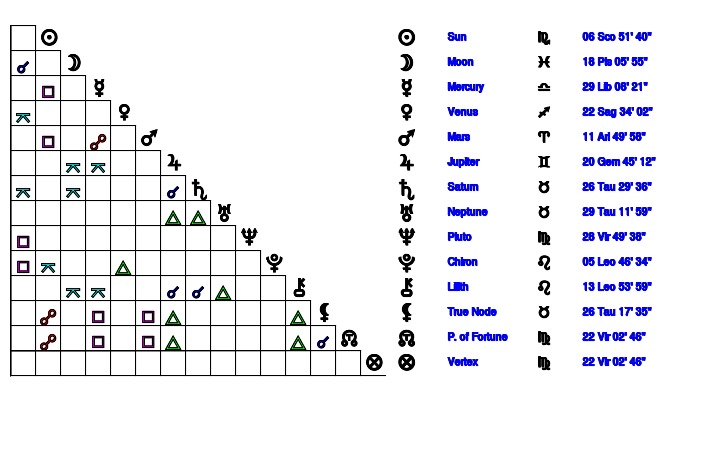 Sun 06 Sco 51' 40"
Moon 18 Pis 05' 55"
Mercury 29 Lib 08' 21"
Venus 22 Sag 34' 02"
Mars 11 Ari 49' 58"
Jupiter 20 Gem 45' 12"
Saturn 26 Tau 29' 36"
Neptune 29 Tau 11' 59"
Pluto 28 Vir 49' 38"
Chiron 05 Leo 46' 34"
Lilith 13 Leo 53' 59"
True Node 26 Tau 17' 35"
P. of Fortune 22 Vir 02' 46"
Vertex 22 Vir 02' 46"